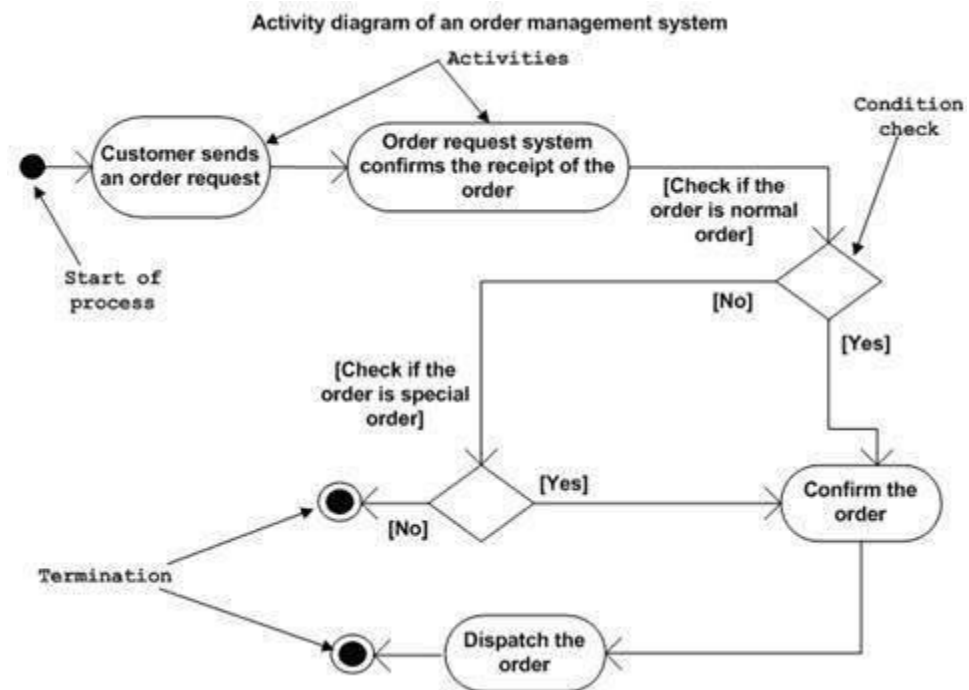 Activity diagram of an order management system
Activities
Condition
check
Customer sends
an order request
Order request system
confirms the receipt of the
order
[Check if the
order is normal
order]
Start of
process
[No]
[Yes]
[Check if the
order is special
order]
[Yes]
[No]
Confirm the
order
Termination
Dispatch the
order